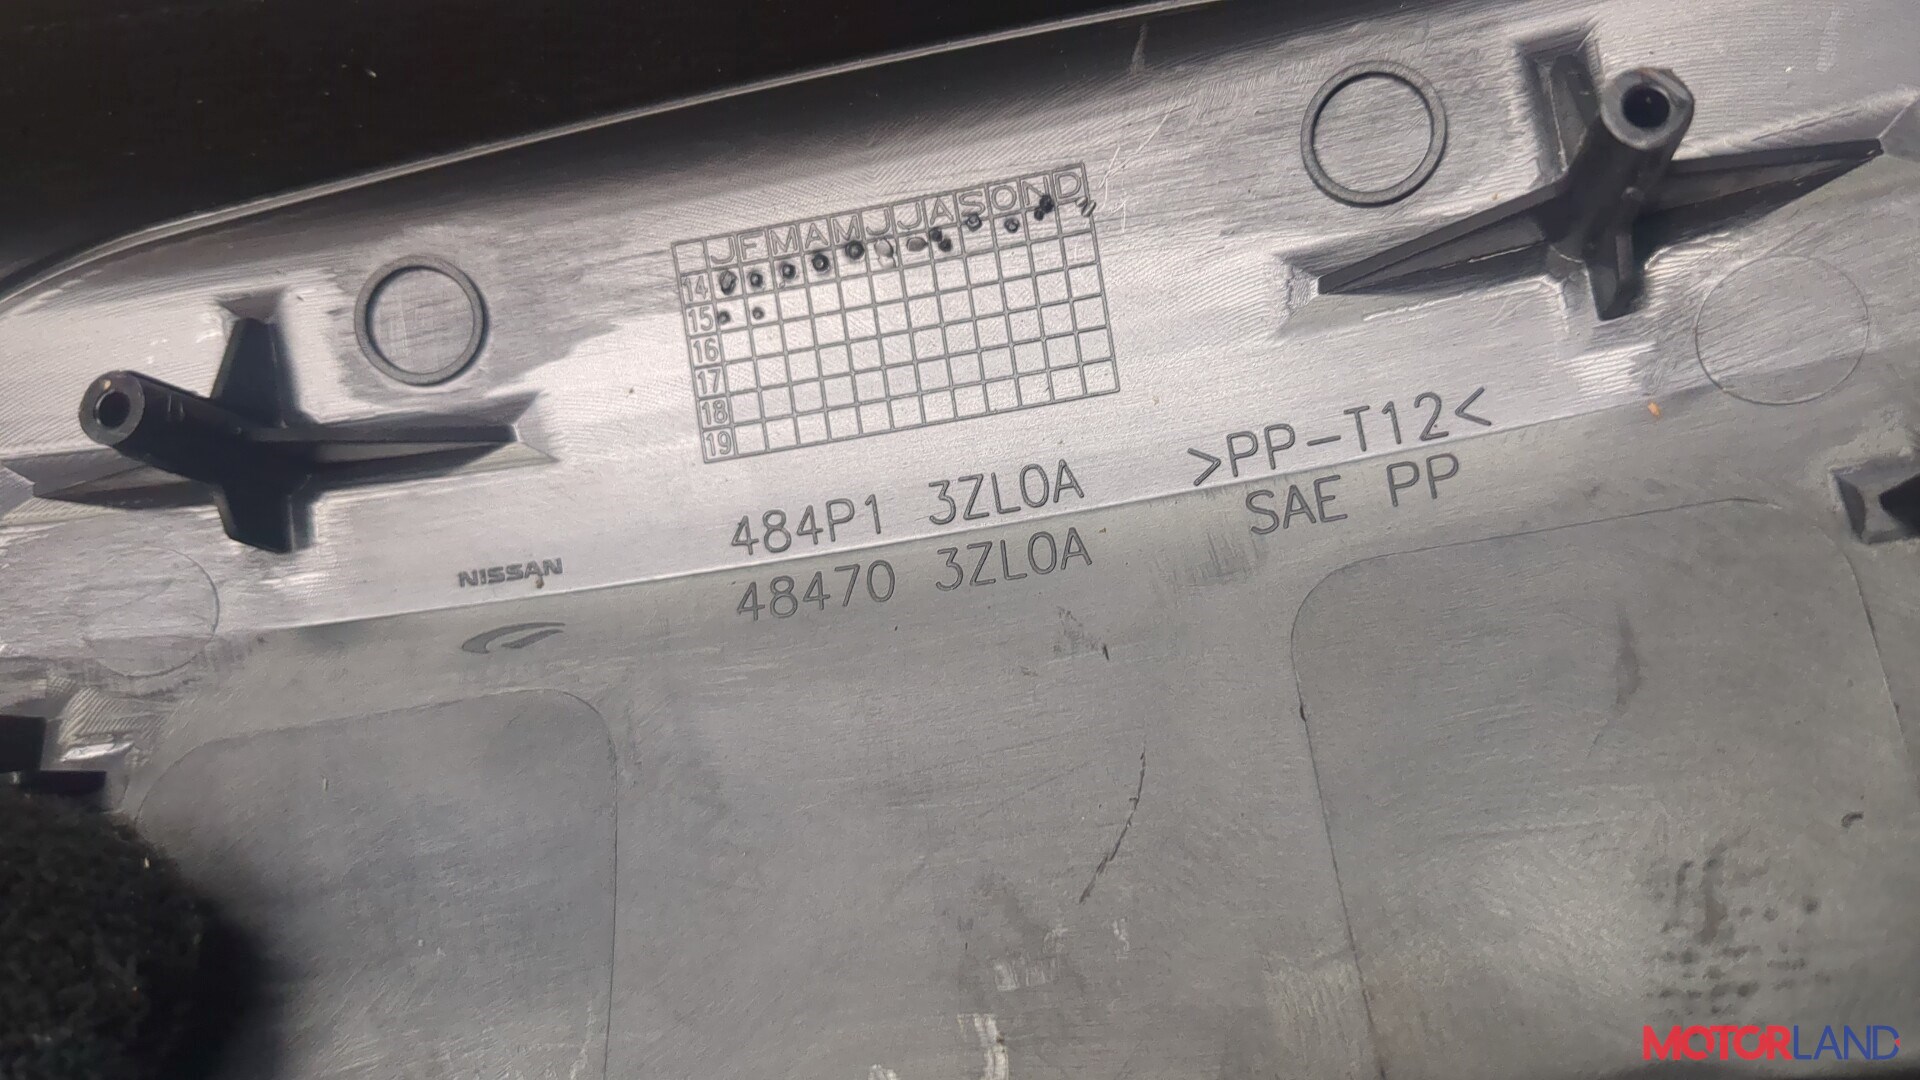 JFMAMJJASOND
14
15
16
17
18
19
484P1 3ZL0A >PP-T12<
48470 3ZL0A SAE PP
NISSAN
MOTORLAND